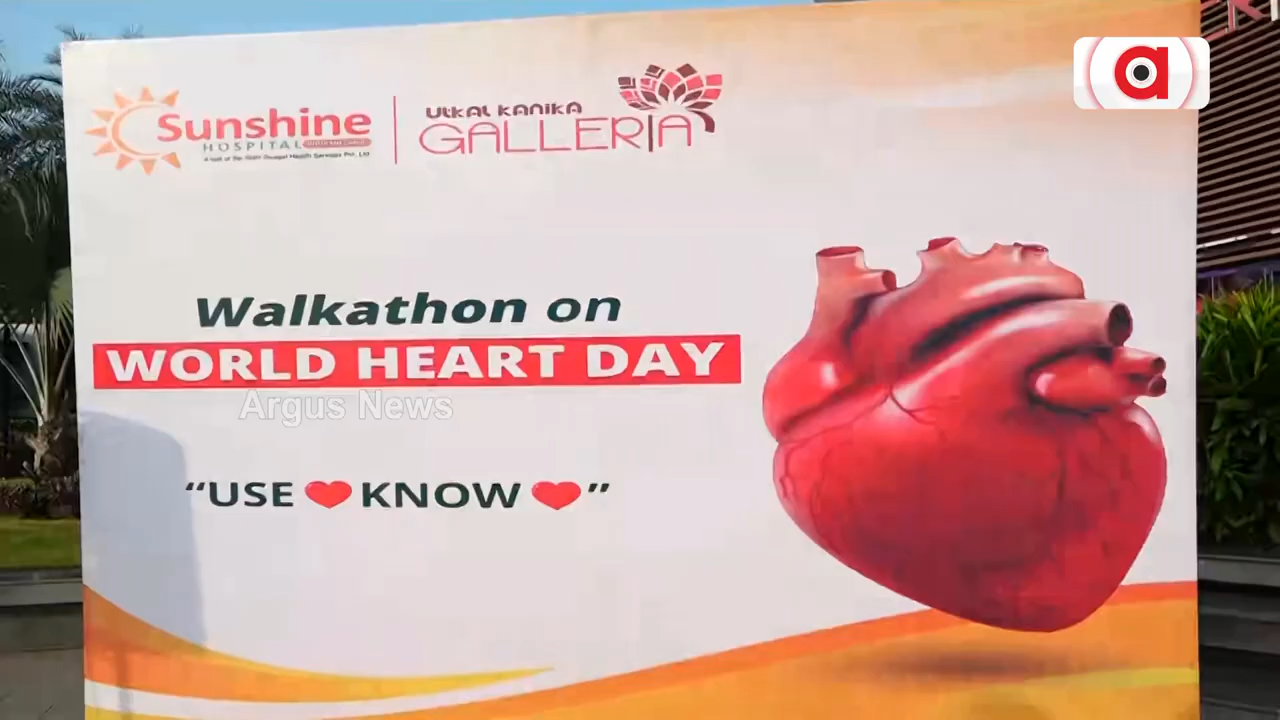 Sunshine
HOSPITAL
UTKAL KANIKA
GALLERIA
Walkathon on
WORLD HEART DAY
Argus News
“USE ❤ KNOW ❤”
a